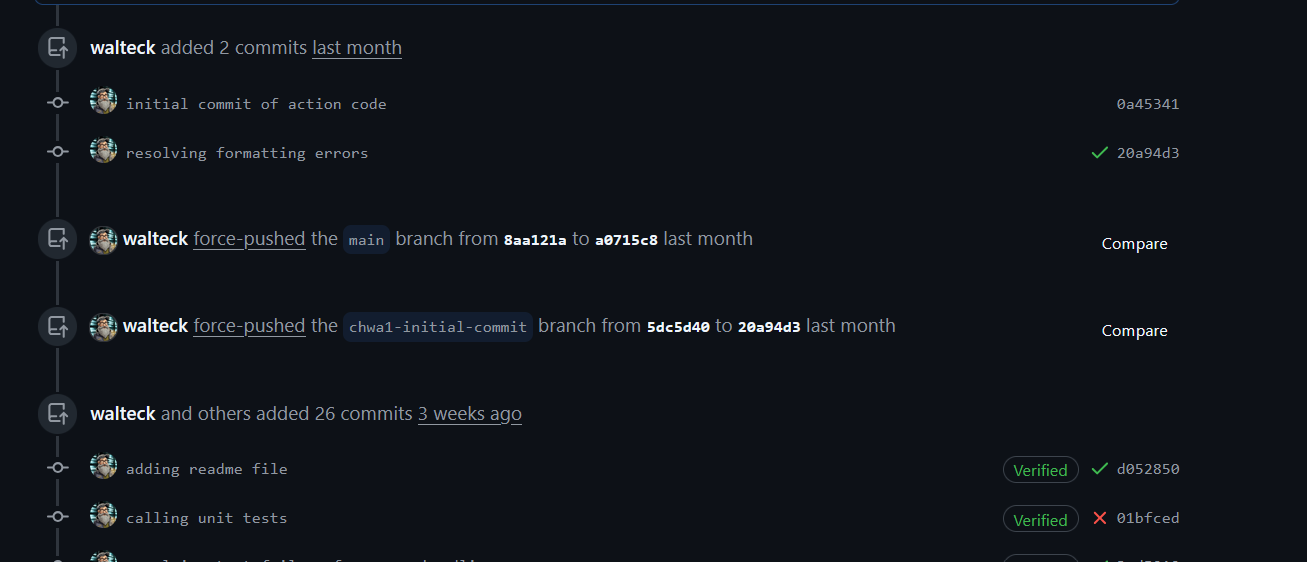 walteck added 2 commits last month
initial commit of action code 0a45341
resolving formatting errors 20a94d3
walteck force-pushed the main branch from 8aa121a to a0715c8 last month Compare
walteck force-pushed the chwa1-initial-commit branch from 5dc5d40 to 20a94d3 last month Compare
walteck and others added 26 commits 3 weeks ago
adding readme file Verified d052850
calling unit tests Verified 01bfced